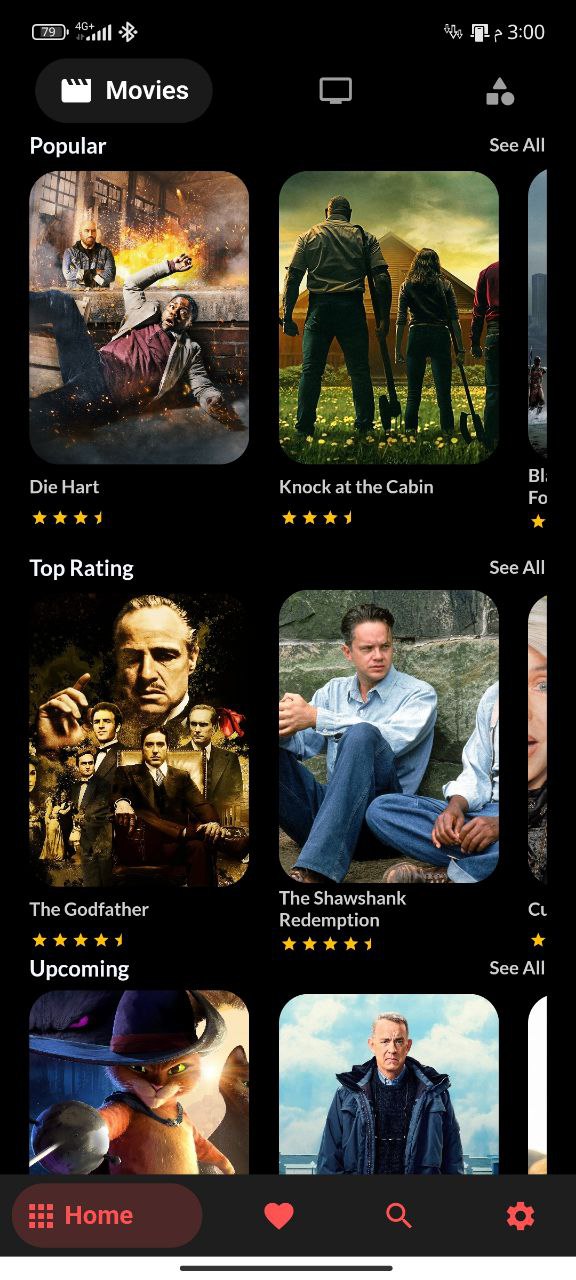 79 4G+ م 3:00
Movies
Popular See All
Die Hart
Knock at the Cabin
Bl
Fo
Top Rating See All
The Godfather
The Shawshank
Redemption
Cu
Upcoming See All
Home